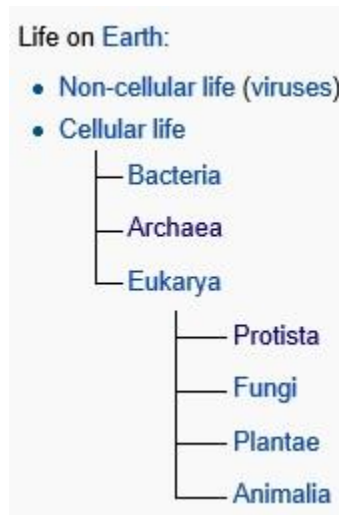 Life on Earth:
Non-cellular life (viruses)
Cellular life
Bacteria
Archaea
Eukarya
Protista
Fungi
Plantae
Animalia